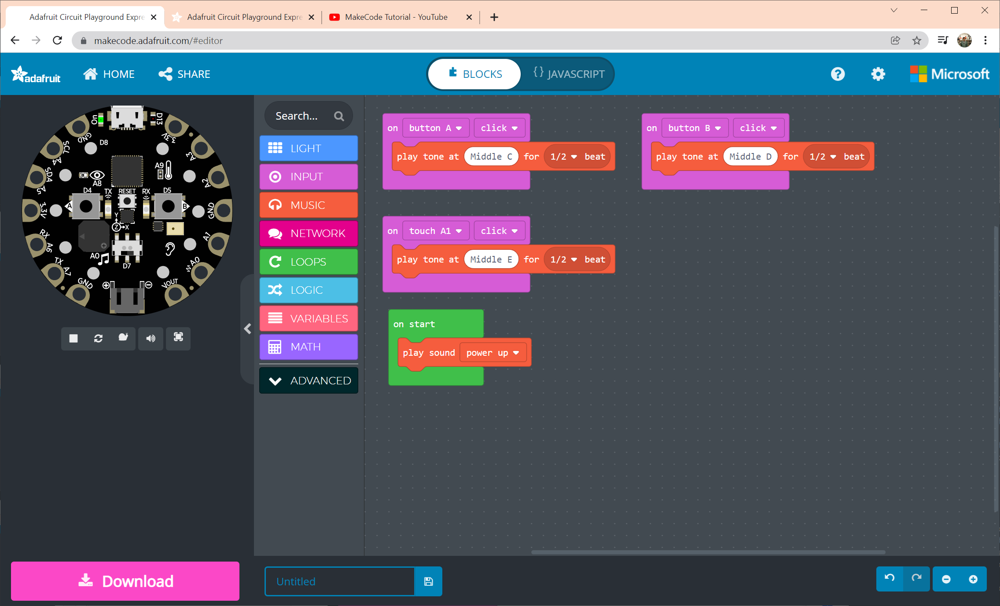 Adafruit Circuit Playground Expre
Adafruit Circuit Playground Expre
MakeCode Tutorial - YouTube
makecode.adafruit.com/#editor
adafruit
HOME
SHARE
BLOCKS
{} JAVASCRIPT
Microsoft
On
D13
GND
3.3V
SCL A4
D8
A3
SDA A5
A8
A9
A2
D4
TX
RESET
RX
D5
3.3V
A
B
GND
Y
Z
X
RX A6
A1
A0
D7
TX A7
A0
GND
VOUT
Search...
LIGHT
INPUT
MUSIC
NETWORK
LOOPS
LOGIC
VARIABLES
MATH
ADVANCED
on button A click
play tone at Middle C for 1/2 beat
on button B click
play tone at Middle D for 1/2 beat
on touch A1 click
play tone at Middle E for 1/2 beat
on start
play sound power up
Download
Untitled